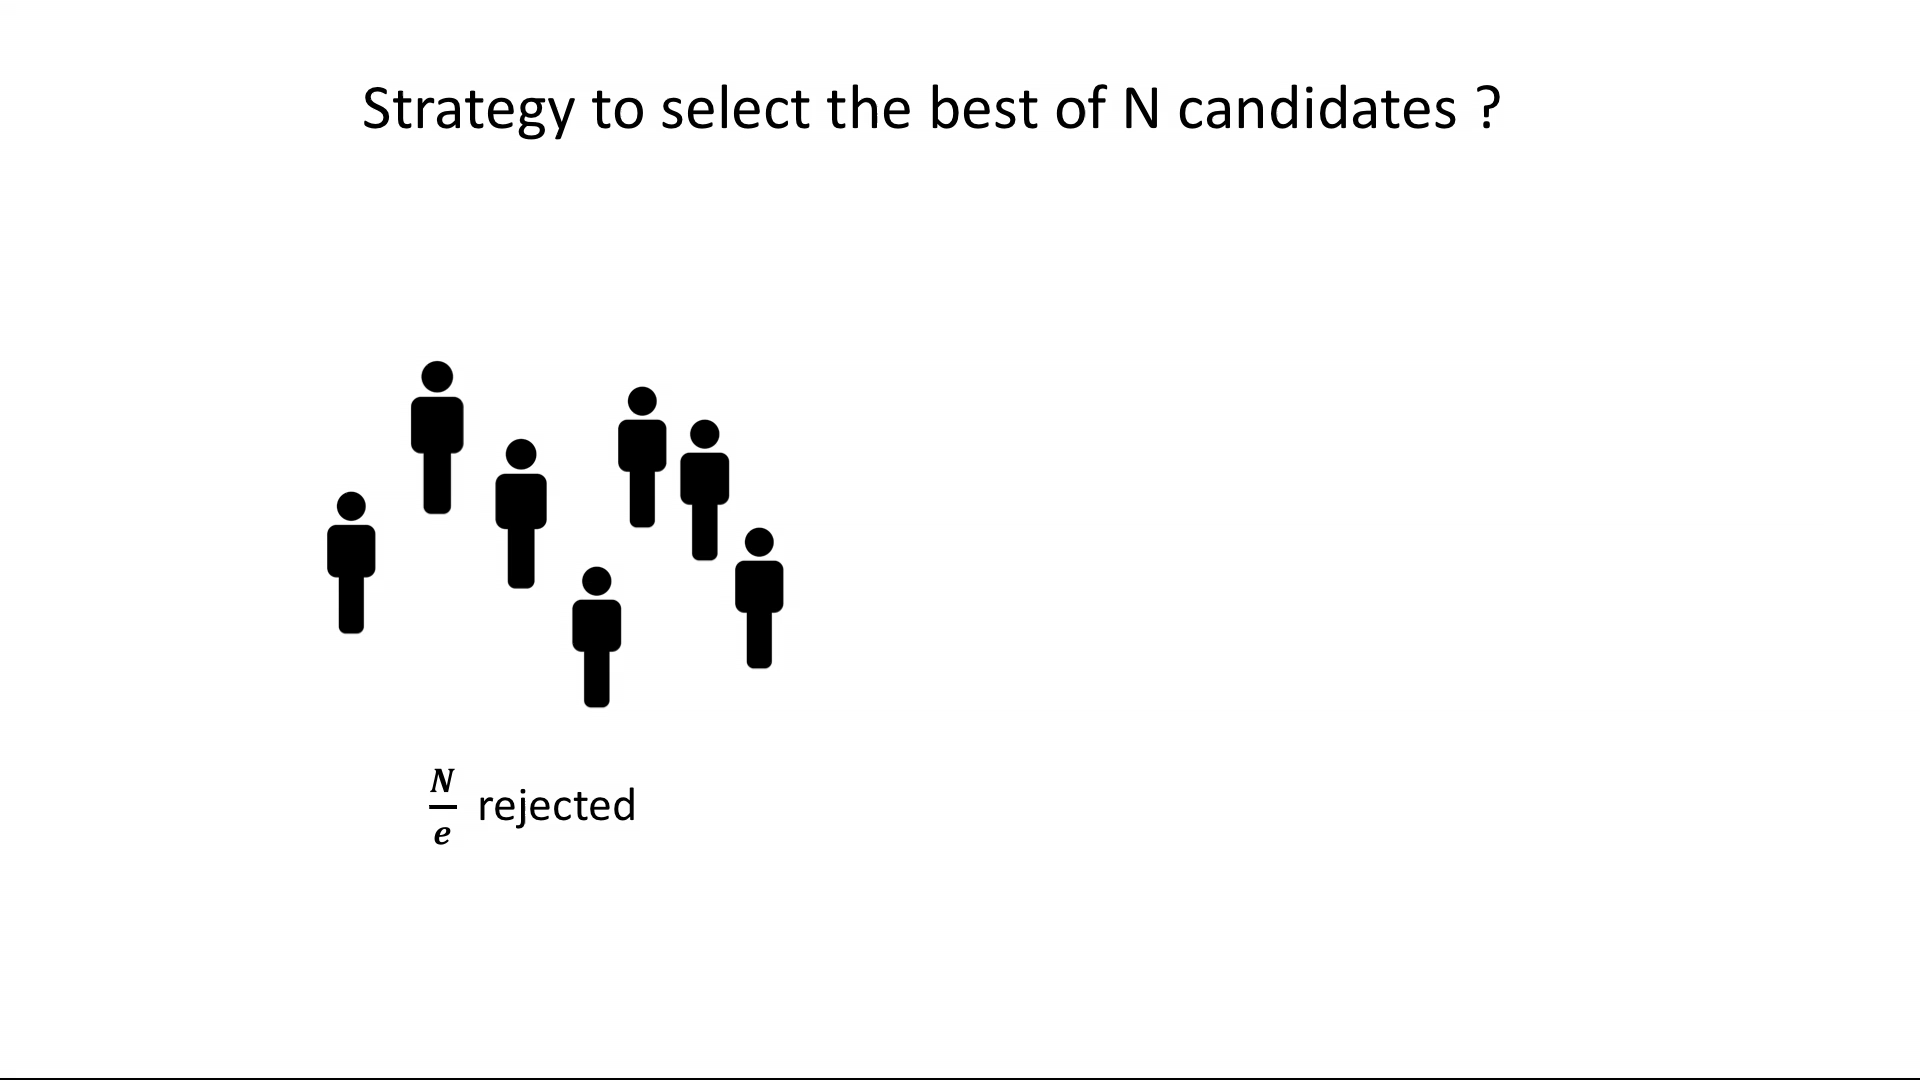 Strategy to select the best of N candidates ?
N/e rejected